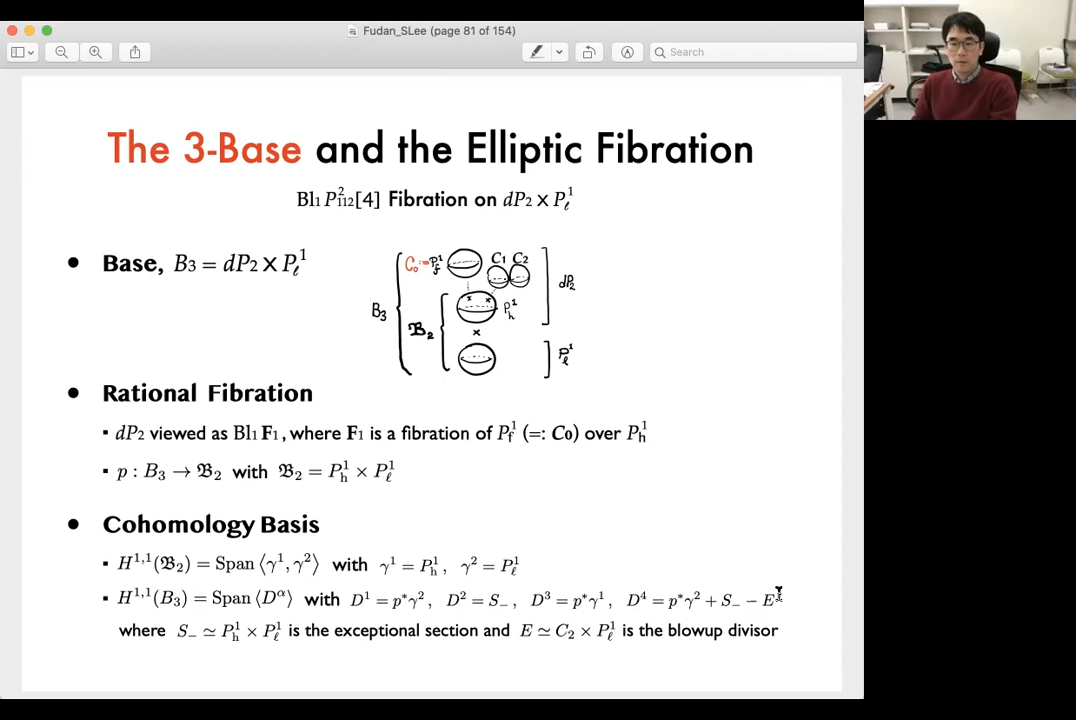 Fudan_SLee (page 81 of 154)
Search
The 3-Base and the Elliptic Fibration
Bl₁ P²₁₁₂[4] Fibration on dP₂ × P¹_ℓ
• Base, B₃ = dP₂ × P¹_ℓ
C₀ := P¹_f C₁ C₂
dP₂
B₃
𝔅₂
P¹_h
×
P¹_ℓ
• Rational Fibration
▪ dP₂ viewed as Bl₁ F₁, where F₁ is a fibration of P¹_f (=: C₀) over P¹_h
▪ p : B₃ → 𝔅₂ with 𝔅₂ = P¹_h × P¹_ℓ
• Cohomology Basis
▪ H^{1,1}(𝔅₂) = Span ⟨γ¹, γ²⟩ with γ¹ = P¹_h, γ² = P¹_ℓ
▪ H^{1,1}(B₃) = Span ⟨D^α⟩ with D¹ = p*γ², D² = S₋, D³ = p*γ¹, D⁴ = p*γ² + S₋ − E
where S₋ ≃ P¹_h × P¹_ℓ is the exceptional section and E ≃ C₂ × P¹_ℓ is the blowup divisor